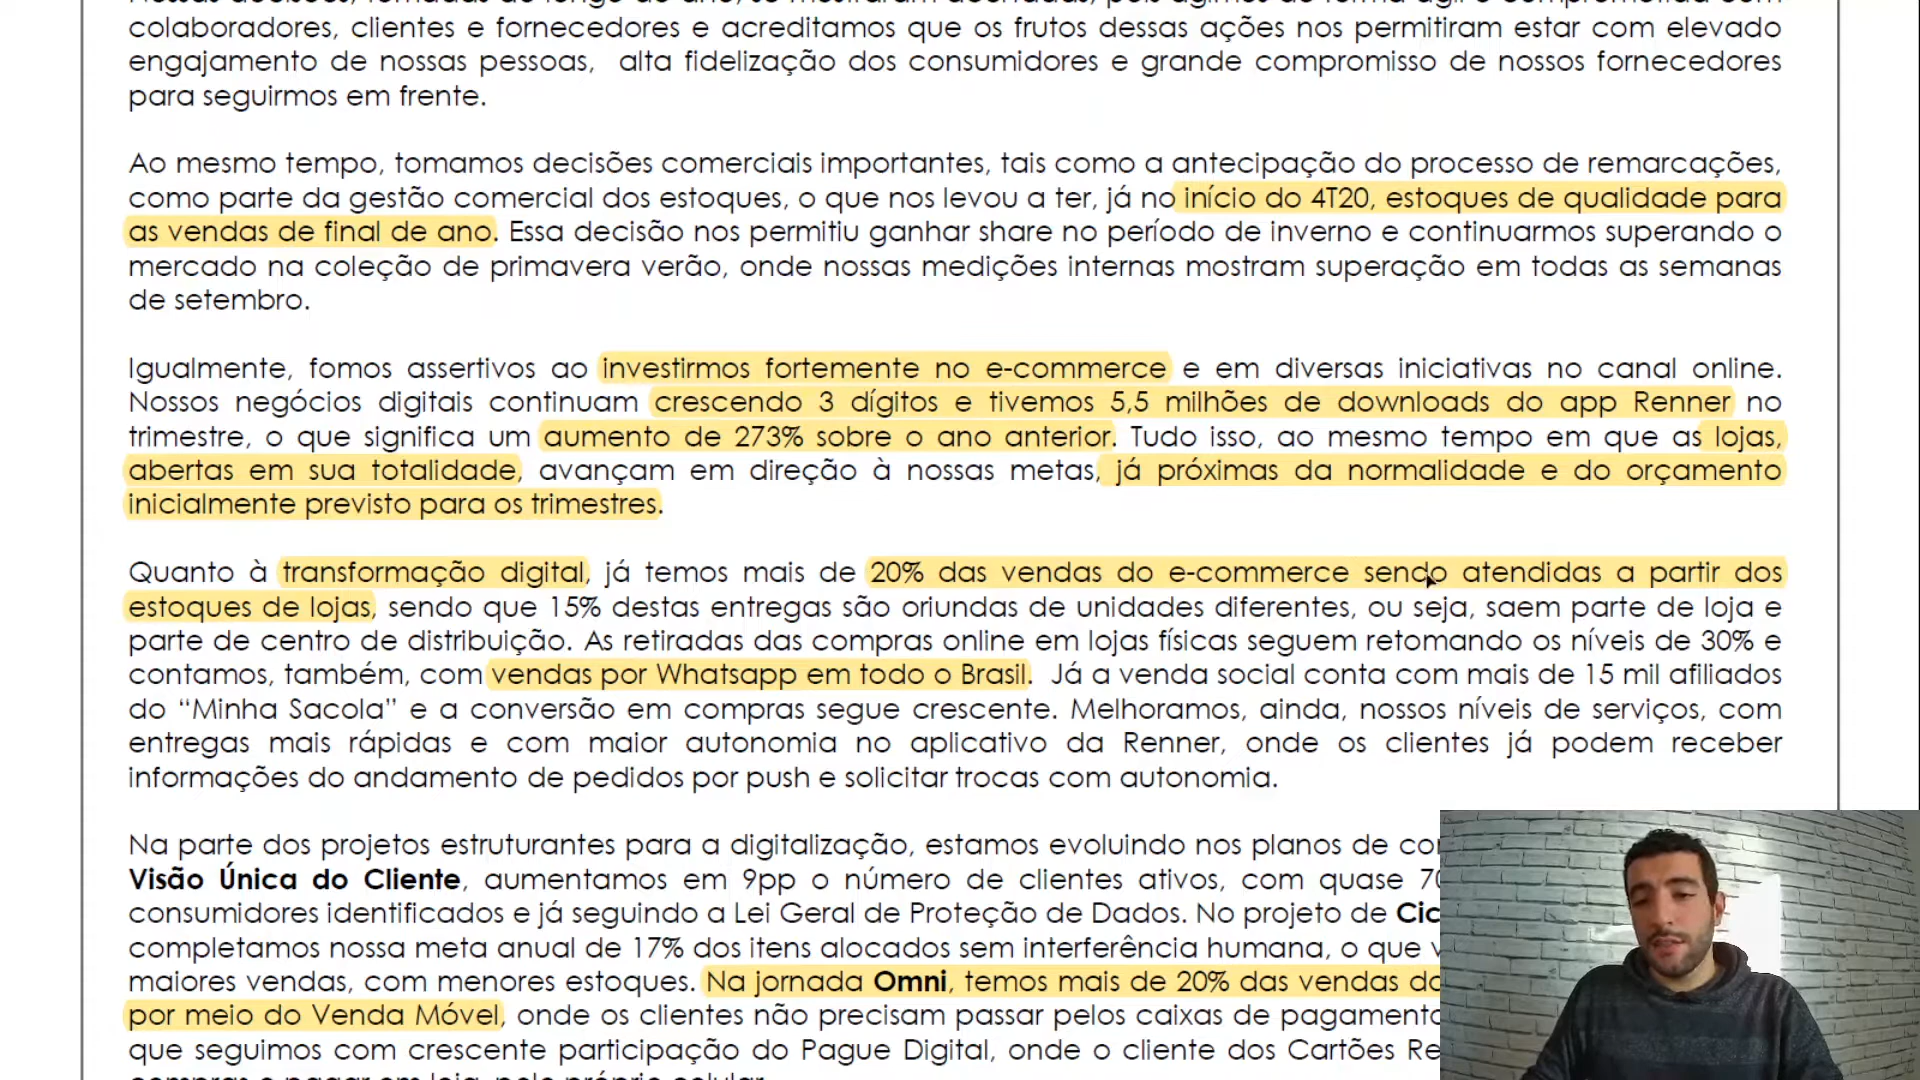 colaboradores, clientes e fornecedores e acreditamos que os frutos dessas ações nos permitiram estar com elevado
engajamento de nossas pessoas, alta fidelização dos consumidores e grande compromisso de nossos fornecedores
para seguirmos em frente.
Ao mesmo tempo, tomamos decisões comerciais importantes, tais como a antecipação do processo de remarcações,
como parte da gestão comercial dos estoques, o que nos levou a ter, já no início do 4T20, estoques de qualidade para
as vendas de final de ano. Essa decisão nos permitiu ganhar share no período de inverno e continuarmos superando o
mercado na coleção de primavera verão, onde nossas medições internas mostram superação em todas as semanas
de setembro.
Igualmente, fomos assertivos ao investirmos fortemente no e-commerce e em diversas iniciativas no canal online.
Nossos negócios digitais continuam crescendo 3 dígitos e tivemos 5,5 milhões de downloads do app Renner no
trimestre, o que significa um aumento de 273% sobre o ano anterior. Tudo isso, ao mesmo tempo em que as lojas,
abertas em sua totalidade, avançam em direção à nossas metas, já próximas da normalidade e do orçamento
inicialmente previsto para os trimestres.
Quanto à transformação digital, já temos mais de 20% das vendas do e-commerce sendo atendidas a partir dos
estoques de lojas, sendo que 15% destas entregas são oriundas de unidades diferentes, ou seja, saem parte de loja e
parte de centro de distribuição. As retiradas das compras online em lojas físicas seguem retomando os níveis de 30% e
contamos, também, com vendas por Whatsapp em todo o Brasil. Já a venda social conta com mais de 15 mil afiliados
do “Minha Sacola” e a conversão em compras segue crescente. Melhoramos, ainda, nossos níveis de serviços, com
entregas mais rápidas e com maior autonomia no aplicativo da Renner, onde os clientes já podem receber
informações do andamento de pedidos por push e solicitar trocas com autonomia.
Na parte dos projetos estruturantes para a digitalização, estamos evoluindo nos planos de
Visão Única do Cliente, aumentamos em 9pp o número de clientes ativos, com quase
consumidores identificados e já seguindo a Lei Geral de Proteção de Dados. No projeto de
completamos nossa meta anual de 17% dos itens alocados sem interferência humana, o que
maiores vendas, com menores estoques. Na jornada Omni, temos mais de 20% das vendas
por meio do Venda Móvel, onde os clientes não precisam passar pelos caixas de
que seguimos com crescente participação do Pague Digital, onde o cliente dos Cartões